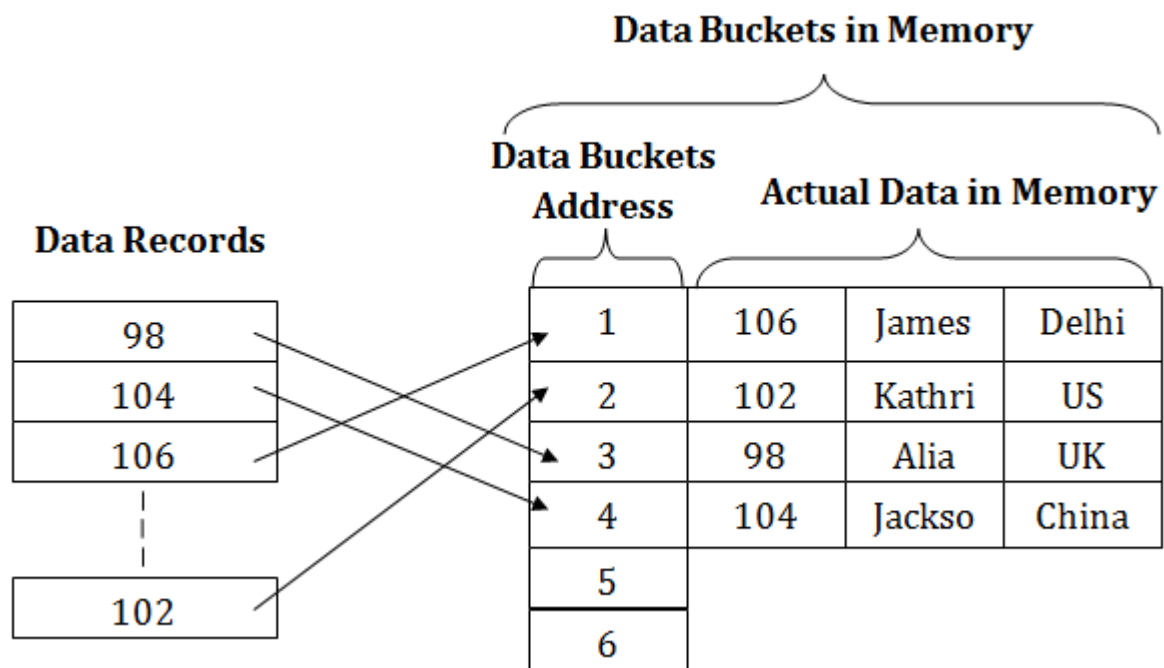 Data Buckets in Memory
Data Buckets
Address
Actual Data in Memory
Data Records
98
104
106
102
1 106 James Delhi
2 102 Kathri US
3 98 Alia UK
4 104 Jackso China
5
6